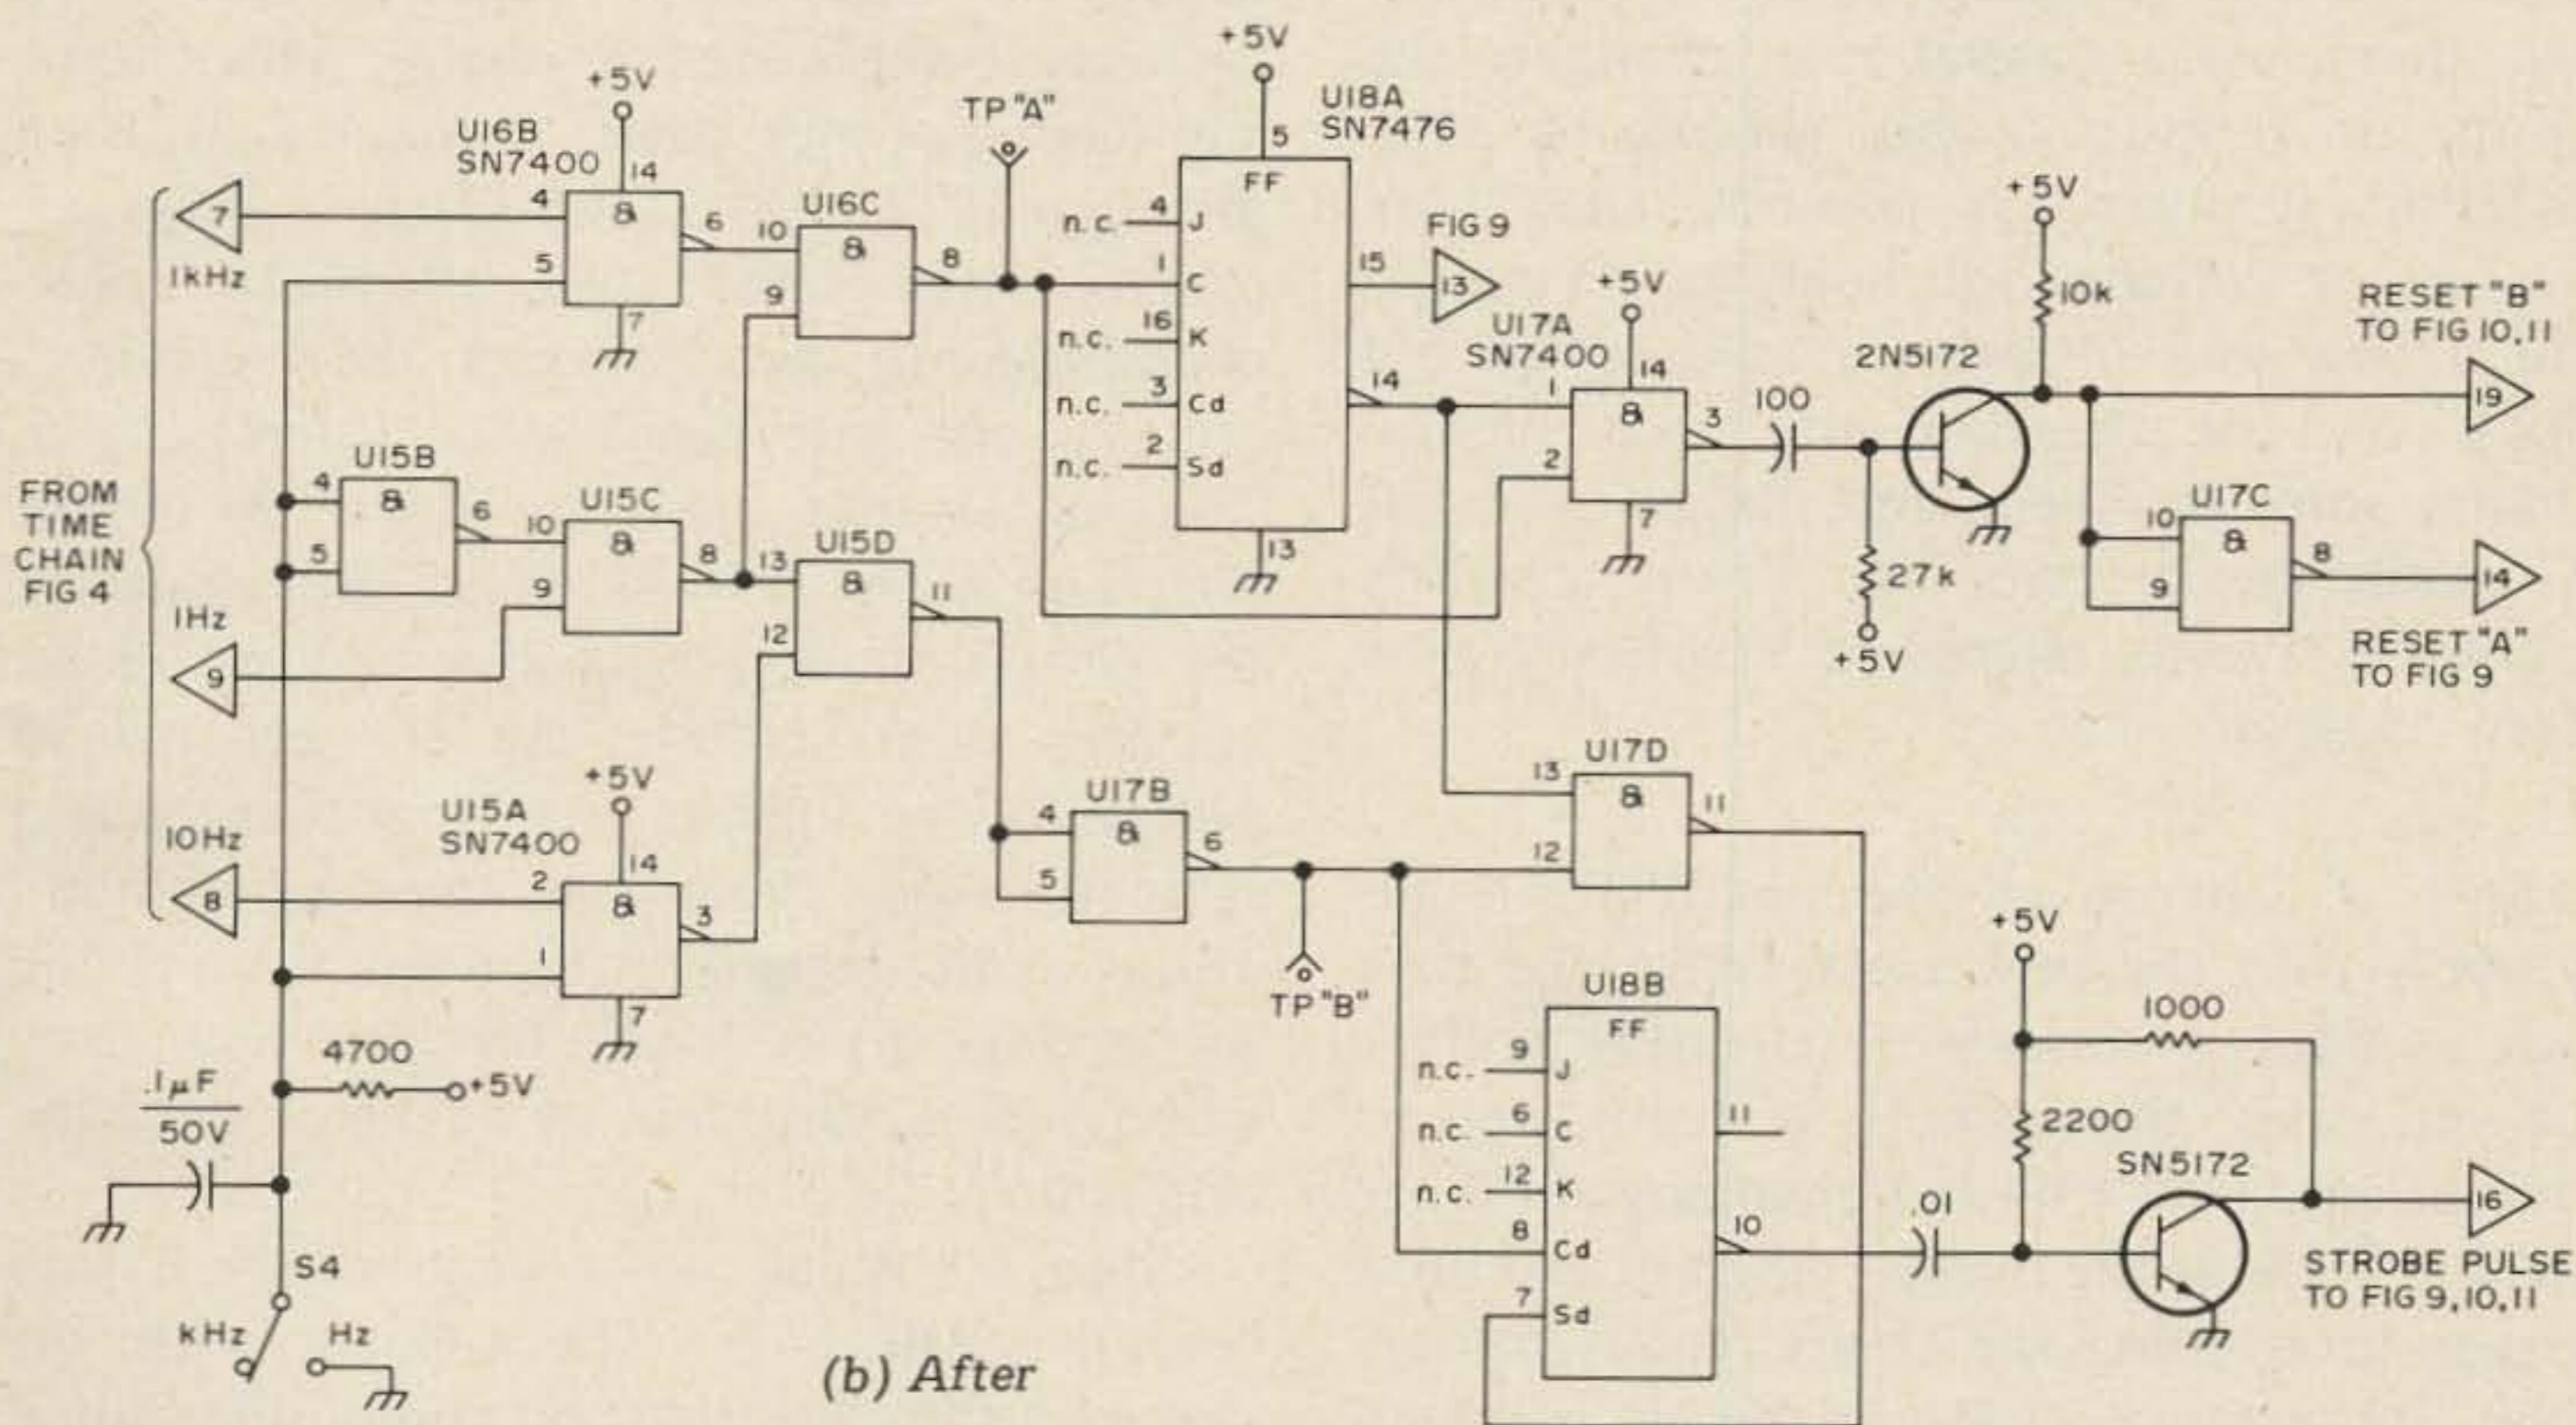 +5V
U16B
SN7400
14
4
&
6
5
7
7
1kHz
U16C
10
&
8
9
TP "A"
+5V
5
U18A
SN7476
FF
n.c. 4 J
1 C
n.c. 16 K
n.c. 3 Cd
n.c. 2 Sd
15
14
13
FIG 9
13
+5V
U17A
SN7400
14
1
&
3
2
7
100
2N5172
+5V
10k
27k
+5V
RESET "B"
TO FIG 10,11
19
U17C
10
&
8
9
14
RESET "A"
TO FIG 9
FROM
TIME
CHAIN
FIG 4
U15B
4
&
6
5
U15C
10
&
8
9
1Hz
9
U15D
13
&
11
12
+5V
U15A
SN7400
14
10Hz
8
2
&
3
1
7
U17B
4
&
6
5
TP "B"
U17D
13
&
11
12
U18B
FF
n.c. 9 J
n.c. 6 C
n.c. 12 K
8 Cd
7 Sd
11
10
.01
+5V
1000
2200
SN5172
16
STROBE PULSE
TO FIG 9,10,11
4700
+5V
.1µF
50V
S4
kHz
Hz
(b) After